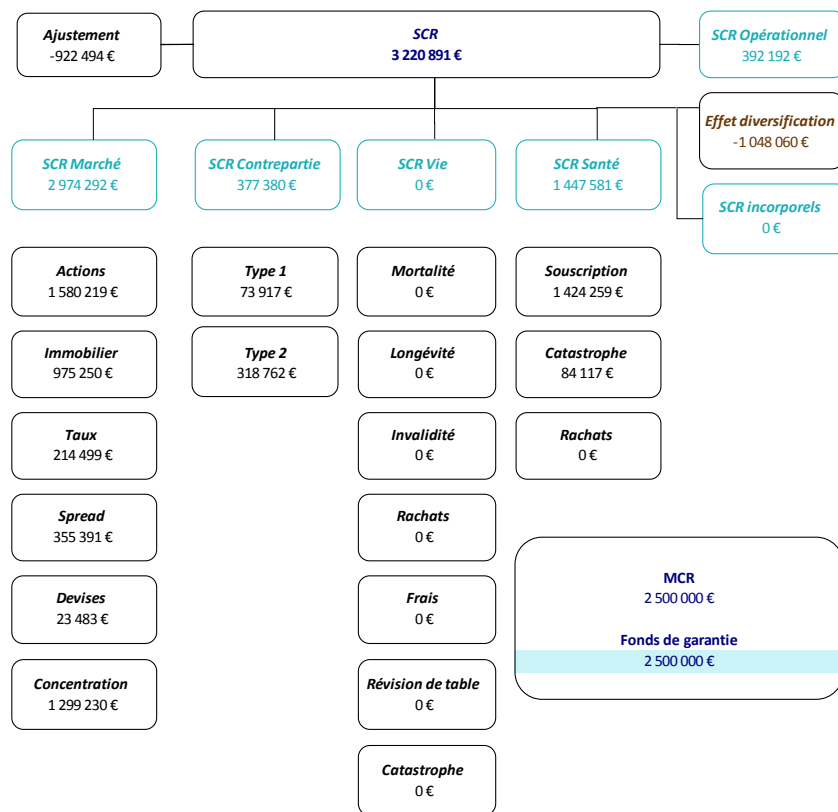 Ajustement
-922 494 €
SCR
3 220 891 €
SCR Opérationnel
392 192 €
Effet diversification
-1 048 060 €
SCR Marché
2 974 292 €
SCR Contrepartie
377 380 €
SCR Vie
0 €
SCR Santé
1 447 581 €
SCR incorporels
0 €
Actions
1 580 219 €
Type 1
73 917 €
Mortalité
0 €
Souscription
1 424 259 €
Immobilier
975 250 €
Type 2
318 762 €
Longévité
0 €
Catastrophe
84 117 €
Taux
214 499 €
Invalidité
0 €
Rachats
0 €
Spread
355 391 €
Rachats
0 €
Devises
23 483 €
Frais
0 €
MCR
2 500 000 €
Fonds de garantie
2 500 000 €
Concentration
1 299 230 €
Révision de table
0 €
Catastrophe
0 €